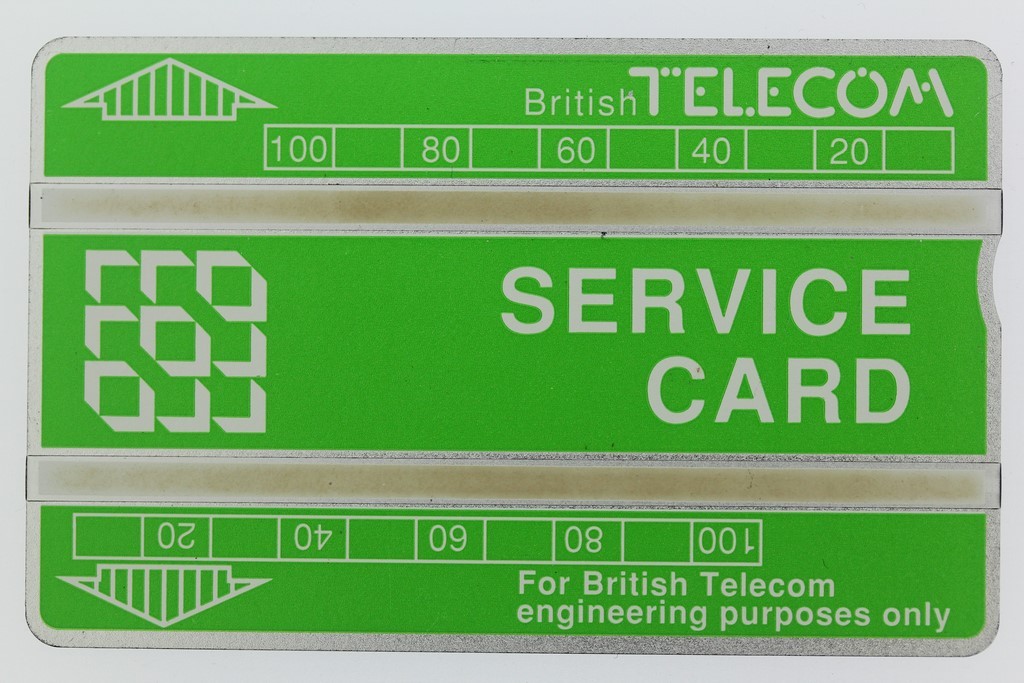 British TELECOM
100 80 60 40 20
SERVICE
CARD
20 40 60 80 100
For British Telecom
engineering purposes only